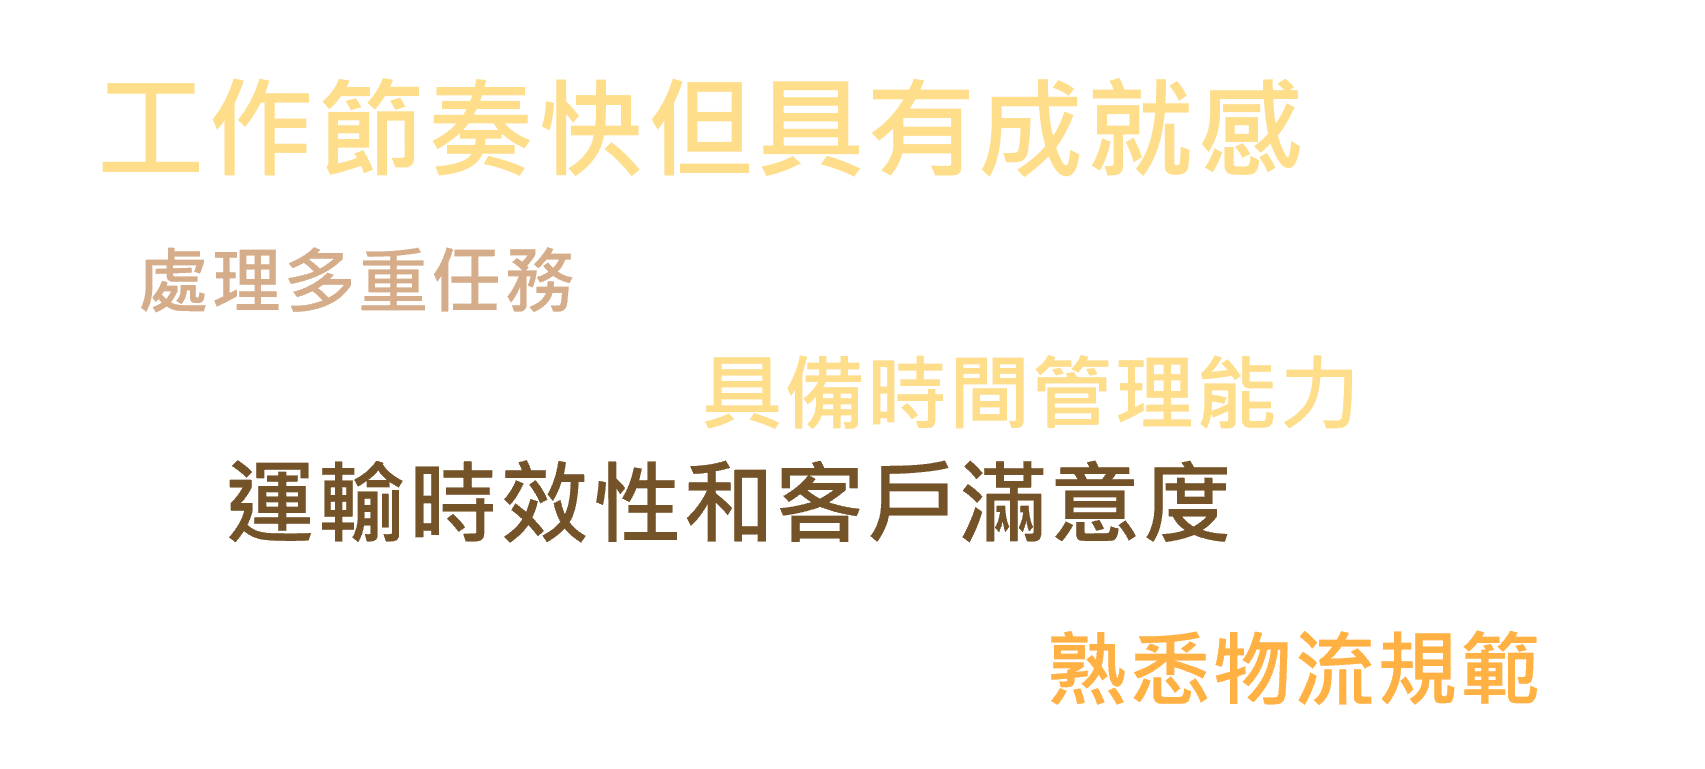 工作節奏快但具有成就感
處理多重任務
具備時間管理能力
運輸時效性和客戶滿意度
熟悉物流規範